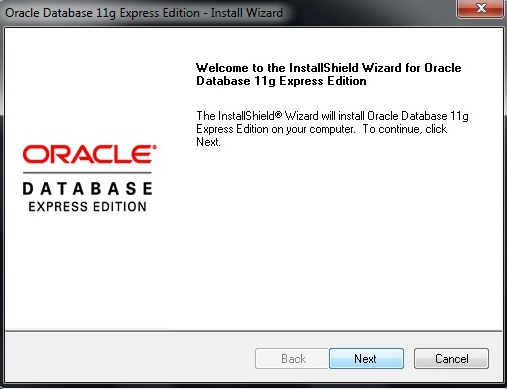 Oracle Database 11g Express Edition - Install Wizard
Welcome to the InstallShield Wizard for Oracle
Database 11g Express Edition
The InstallShield® Wizard will install Oracle Database 11g
Express Edition on your computer. To continue, click
Next.
ORACLE®
DATABASE
EXPRESS EDITION
Back
Next
Cancel